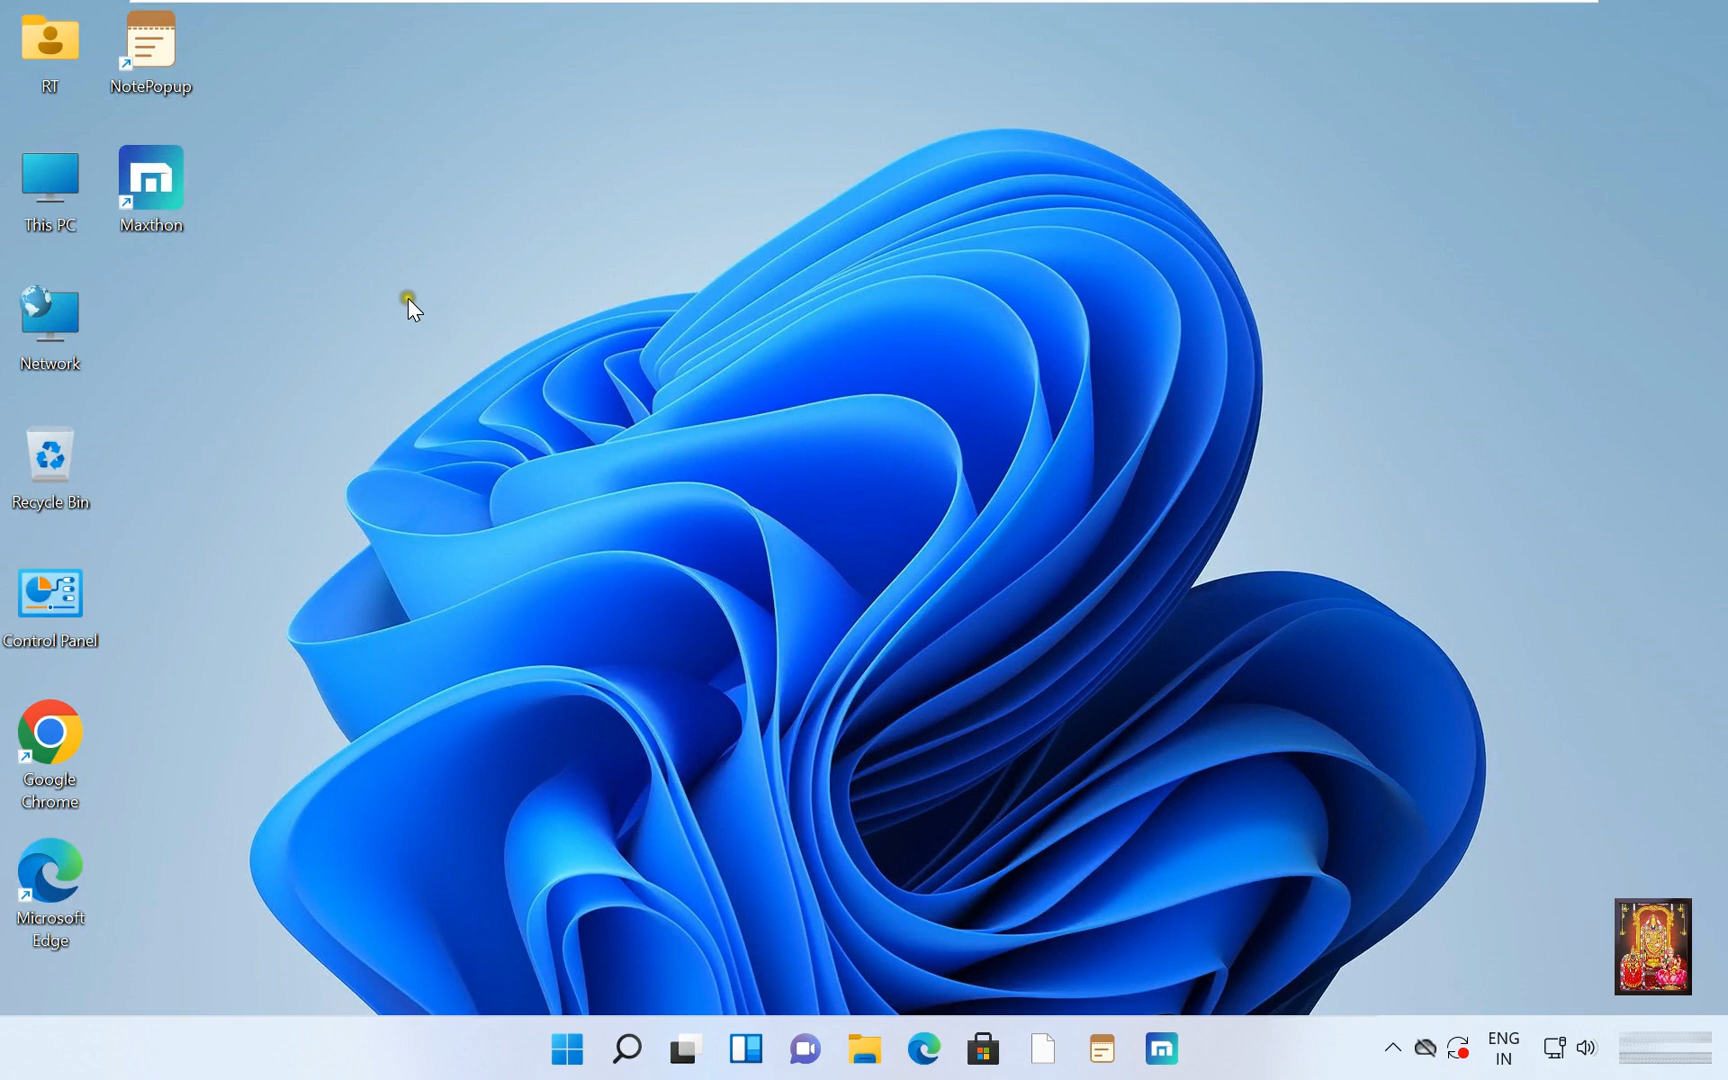 RT
NotePopup
This PC
Maxthon
Network
Recycle Bin
Control Panel
Google
Chrome
Microsoft
Edge
ENG
IN